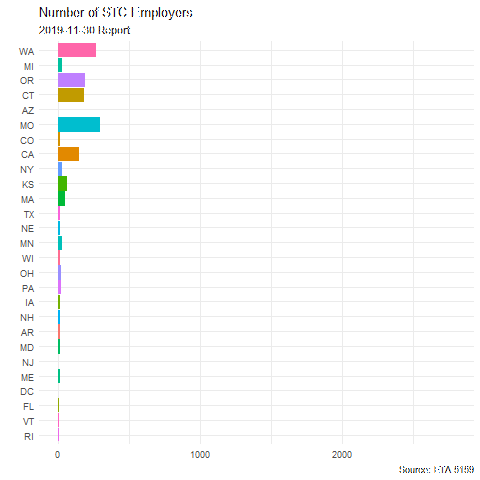 Number of STC Employers
2019-11-30 Report
WA
MI
OR
CT
AZ
MO
CO
CA
NY
KS
MA
TX
NE
MN
WI
OH
PA
IA
NH
AR
MD
NJ
ME
DC
FL
VT
RI
0 1000 2000
Source: ETA 5159